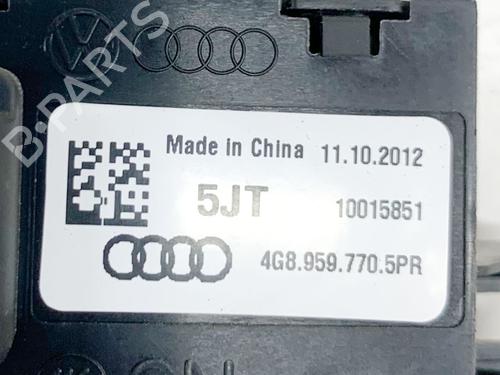 B-PARTS
Made in China 11.10.2012
5JT 10015851
4G8.959.770.5PR